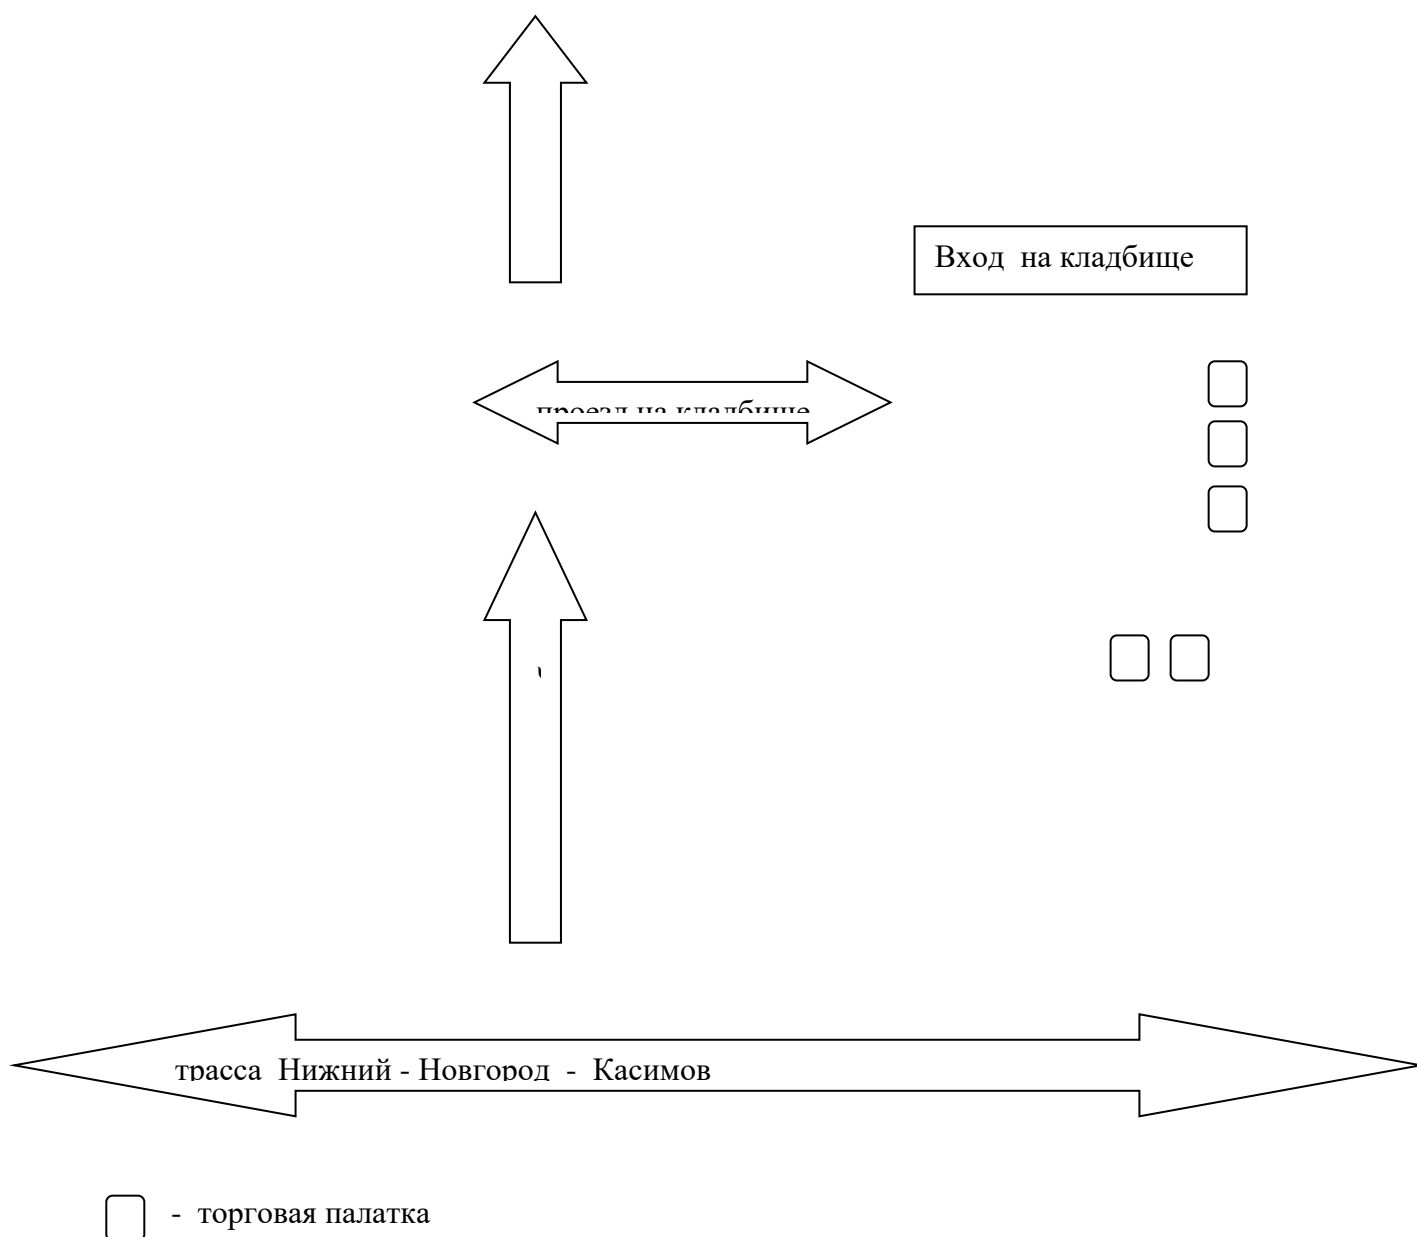 Вход на кладбище
проезд на кладбище
трасса Нижний - Новгород - Касимов
- торговая палатка